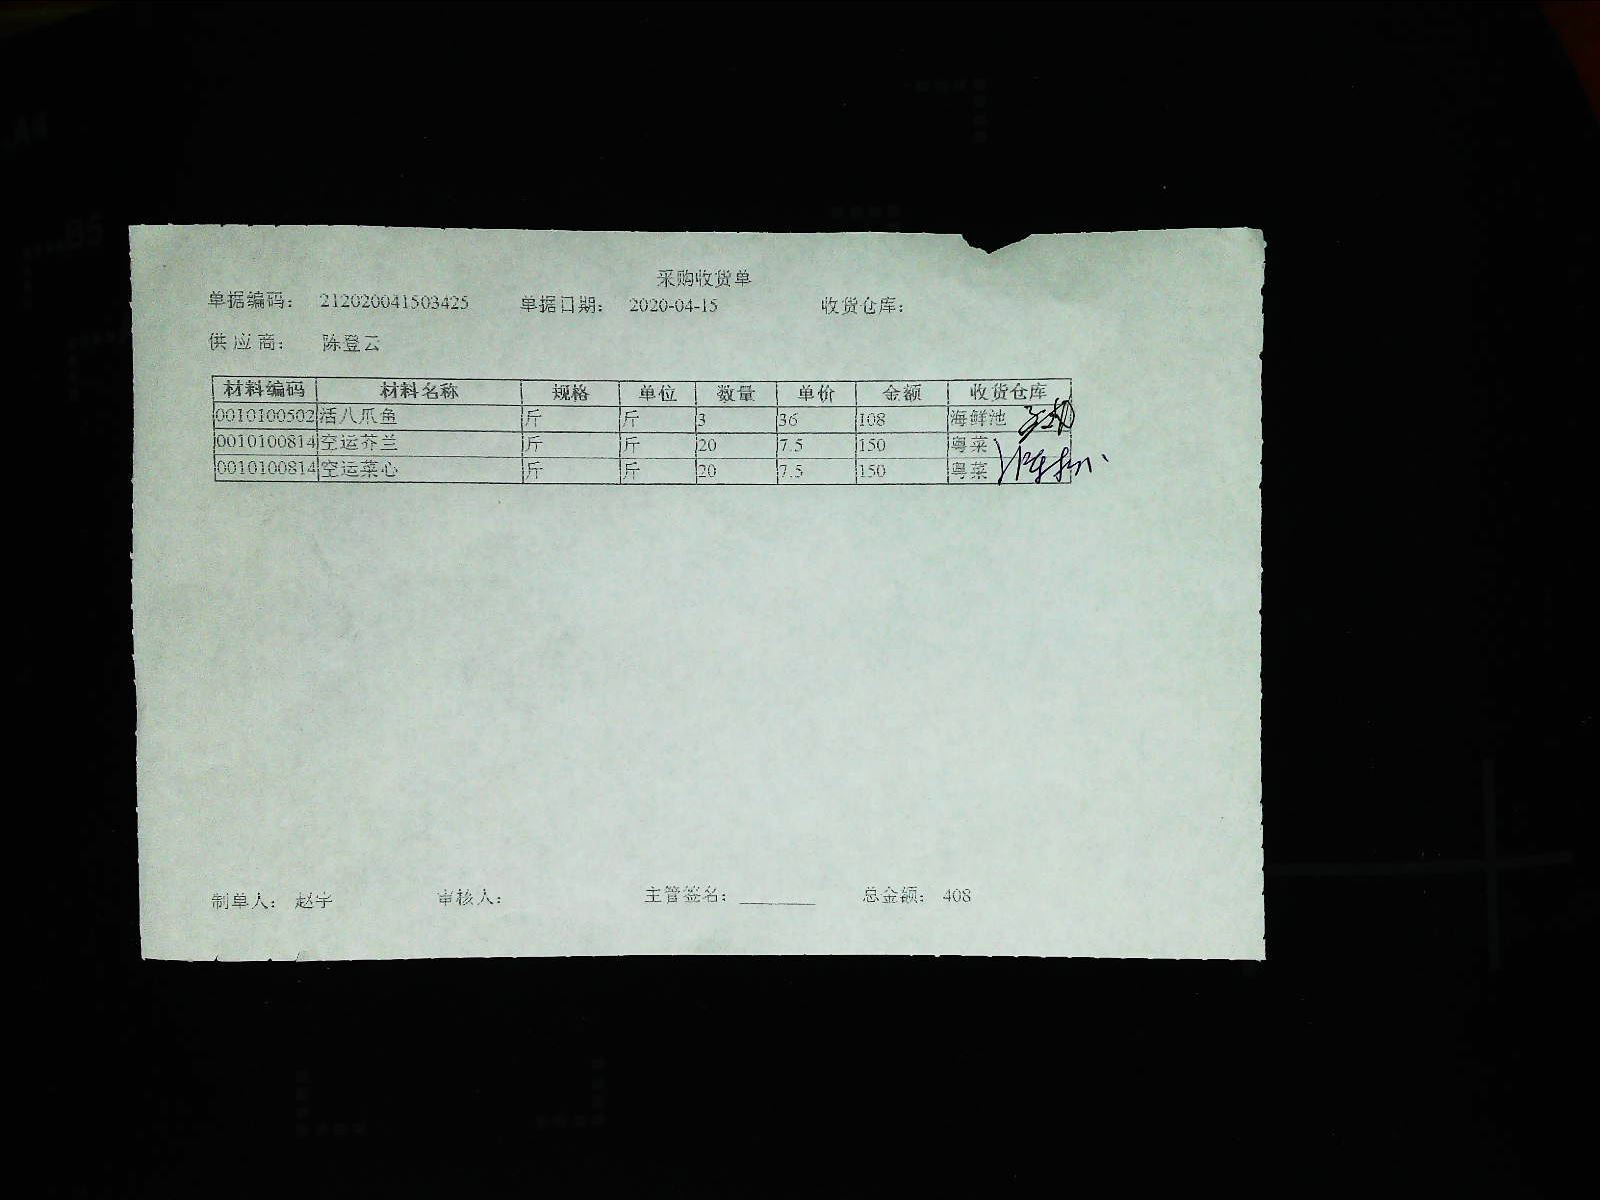 采购收货单
单据编码： 212020041503425 单据日期： 2020-04-15 收货仓库：
供应商： 陈登云
材料编码 材料名称 规格 单位 数量 单价 金额 收货仓库
0010100502 活八爪鱼 斤 斤 3 36 108 海鲜池
0010100814 空运芥兰 斤 斤 20 7.5 150 粤菜
0010100814 空运菜心 斤 斤 20 7.5 150 粤菜
制单人： 赵宇 审核人： 主管签名： 总金额： 408